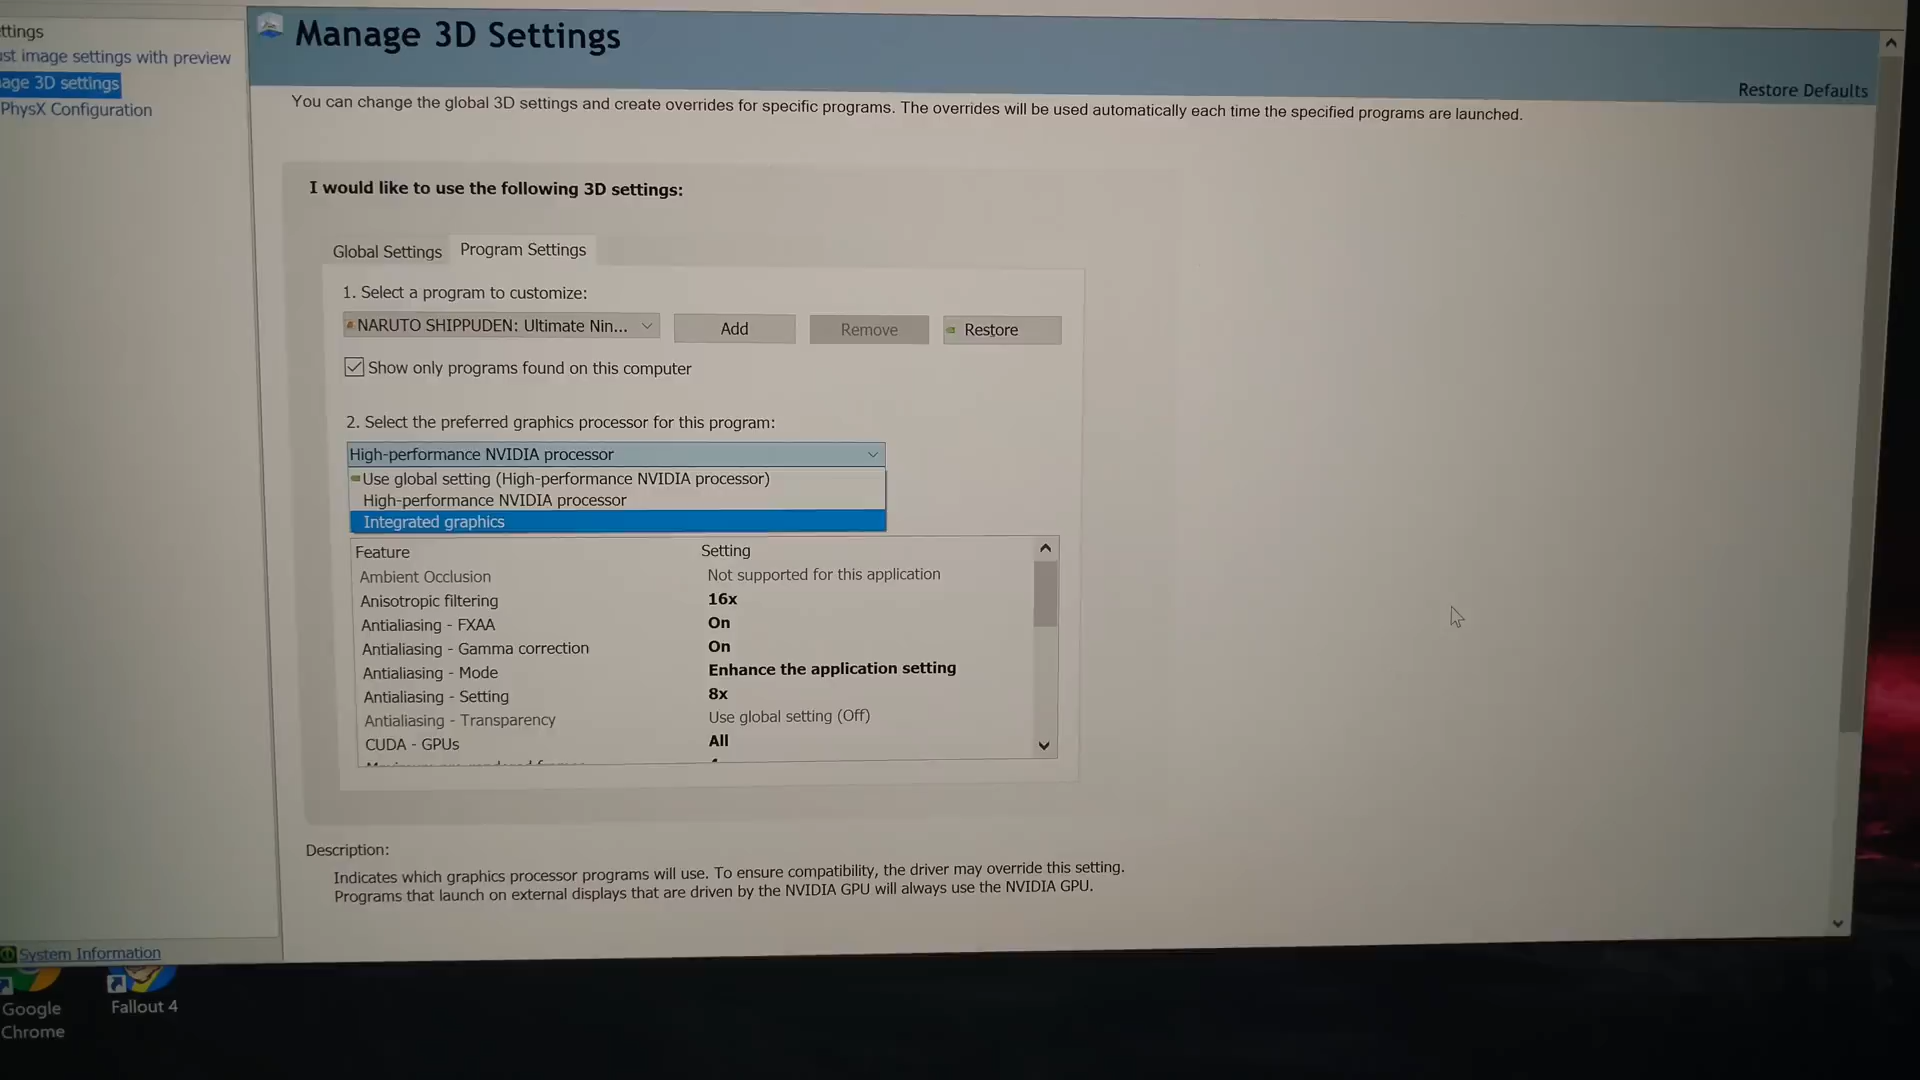 ttings
ust image settings with preview
age 3D settings
PhysX Configuration
Manage 3D Settings
Restore Defaults
You can change the global 3D settings and create overrides for specific programs. The overrides will be used automatically each time the specified programs are launched.
I would like to use the following 3D settings:
Global Settings
Program Settings
1. Select a program to customize:
NARUTO SHIPPUDEN: Ultimate Nin...
Add
Remove
Restore
Show only programs found on this computer
2. Select the preferred graphics processor for this program:
High-performance NVIDIA processor
Use global setting (High-performance NVIDIA processor)
High-performance NVIDIA processor
Integrated graphics
Feature Setting
Ambient Occlusion Not supported for this application
Anisotropic filtering 16x
Antialiasing - FXAA On
Antialiasing - Gamma correction On
Antialiasing - Mode Enhance the application setting
Antialiasing - Setting 8x
Antialiasing - Transparency Use global setting (Off)
CUDA - GPUs All
Description:
Indicates which graphics processor programs will use. To ensure compatibility, the driver may override this setting.
Programs that launch on external displays that are driven by the NVIDIA GPU will always use the NVIDIA GPU.
System Information
Google
Chrome
Fallout 4